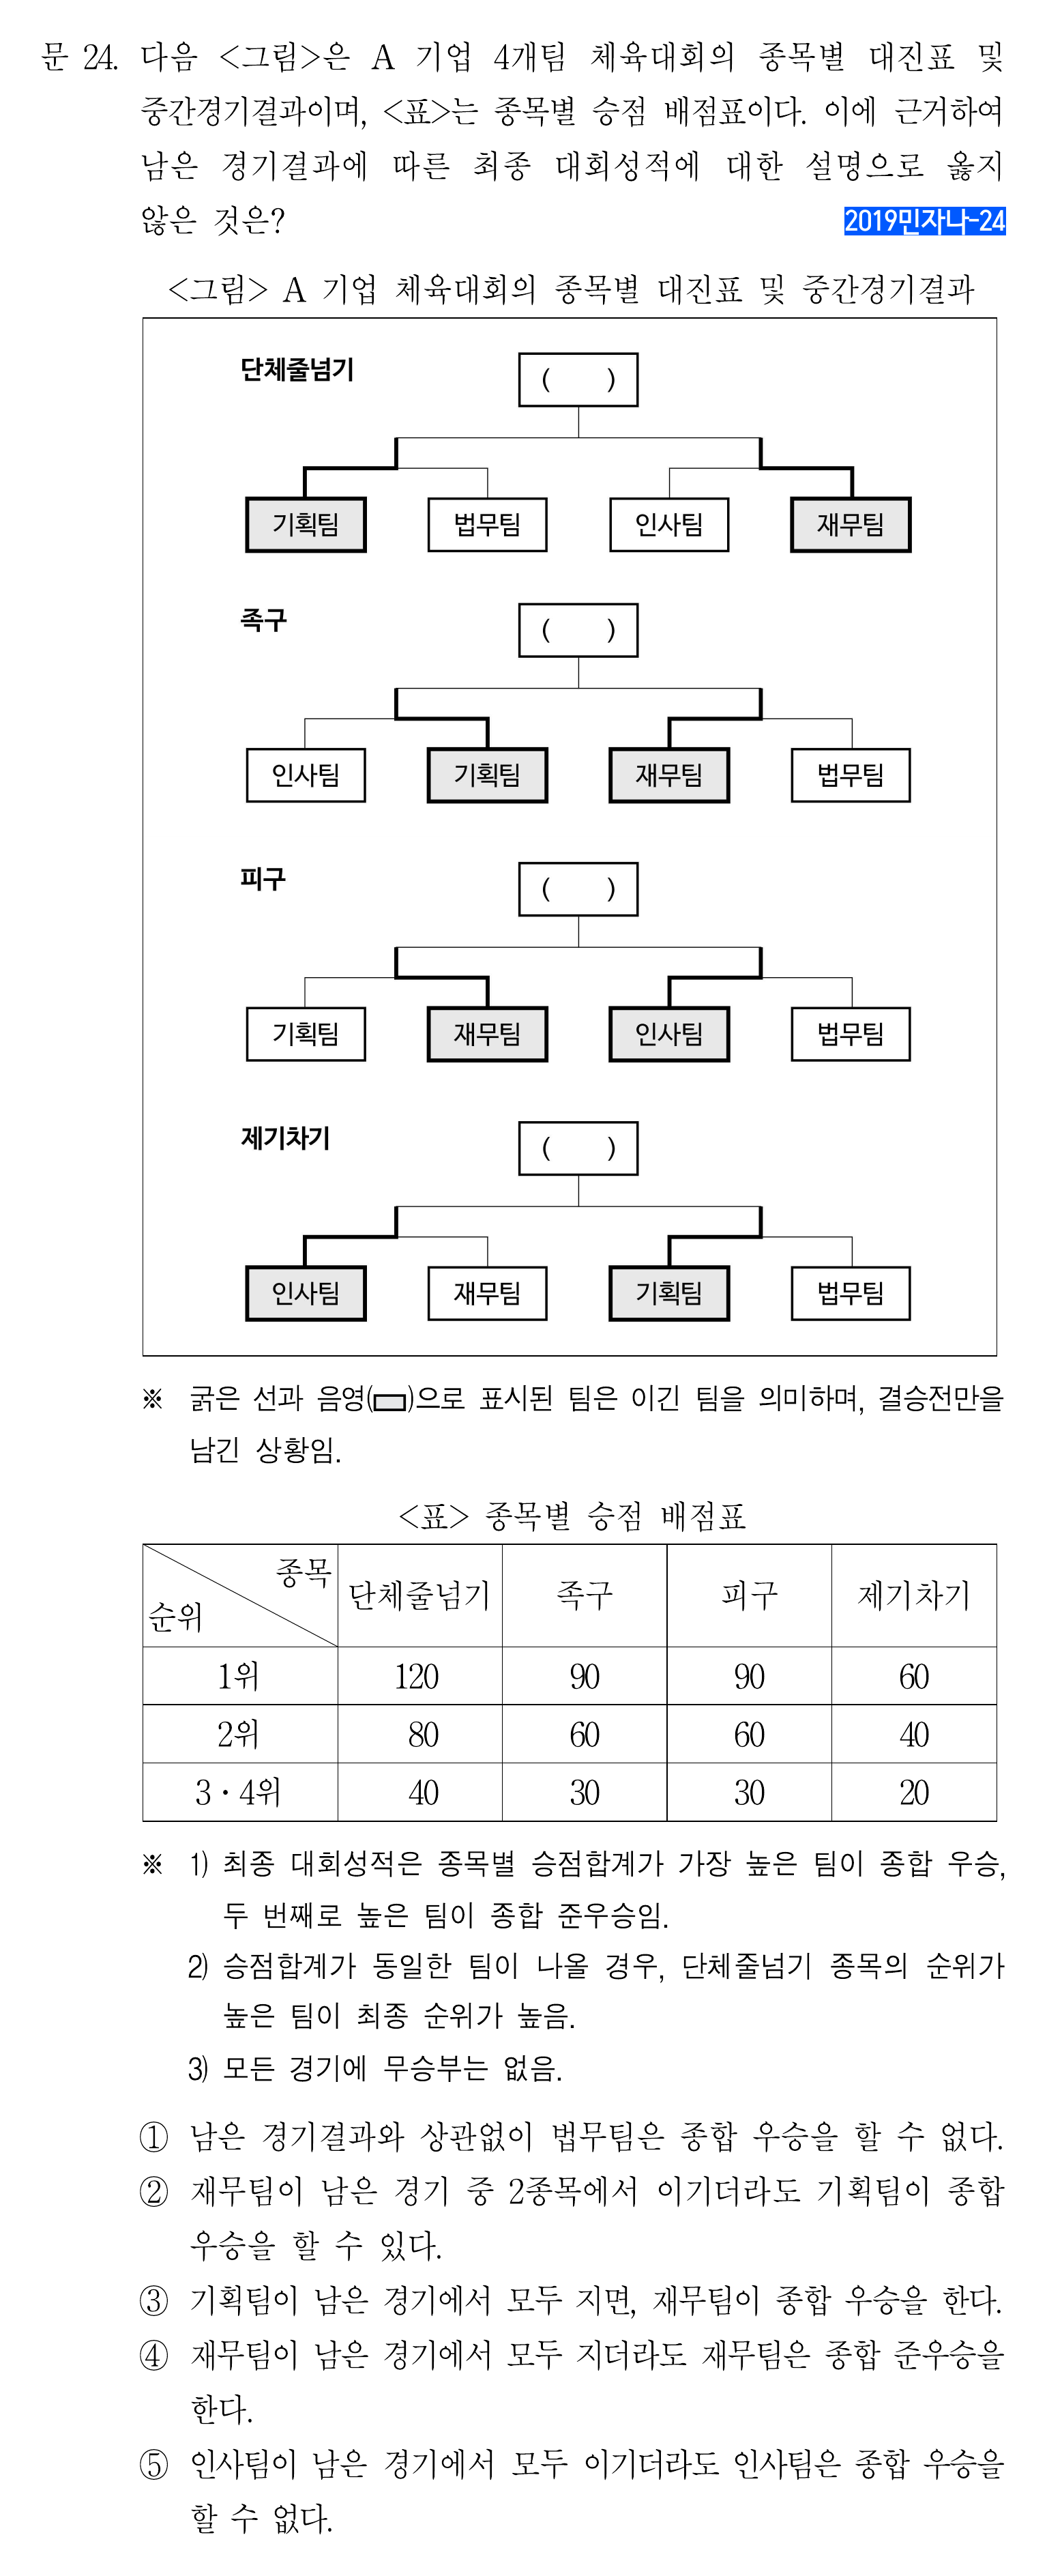 문 24. 다음 <그림>은 A 기업 4개팀 체육대회의 종목별 대진표 및
중간경기결과이며, <표>는 종목별 승점 배점표이다. 이에 근거하여
남은 경기결과에 따른 최종 대회성적에 대한 설명으로 옳지
않은 것은?
2019민자나-24
<그림> A 기업 체육대회의 종목별 대진표 및 중간경기결과
단체줄넘기
( )
기획팀 법무팀 인사팀 재무팀
족구
( )
인사팀 기획팀 재무팀 법무팀
피구
( )
기획팀 재무팀 인사팀 법무팀
제기차기
( )
인사팀 재무팀 기획팀 법무팀
※ 굵은 선과 음영( )으로 표시된 팀은 이긴 팀을 의미하며, 결승전만을
남긴 상황임.
<표> 종목별 승점 배점표
종목
순위
단체줄넘기 족구 피구 제기차기
1위 120 90 90 60
2위 80 60 60 40
3·4위 40 30 30 20
※ 1) 최종 대회성적은 종목별 승점합계가 가장 높은 팀이 종합 우승,
두 번째로 높은 팀이 종합 준우승임.
2) 승점합계가 동일한 팀이 나올 경우, 단체줄넘기 종목의 순위가
높은 팀이 최종 순위가 높음.
3) 모든 경기에 무승부는 없음.
① 남은 경기결과와 상관없이 법무팀은 종합 우승을 할 수 없다.
② 재무팀이 남은 경기 중 2종목에서 이기더라도 기획팀이 종합
우승을 할 수 있다.
③ 기획팀이 남은 경기에서 모두 지면, 재무팀이 종합 우승을 한다.
④ 재무팀이 남은 경기에서 모두 지더라도 재무팀은 종합 준우승을
한다.
⑤ 인사팀이 남은 경기에서 모두 이기더라도 인사팀은 종합 우승을
할 수 없다.